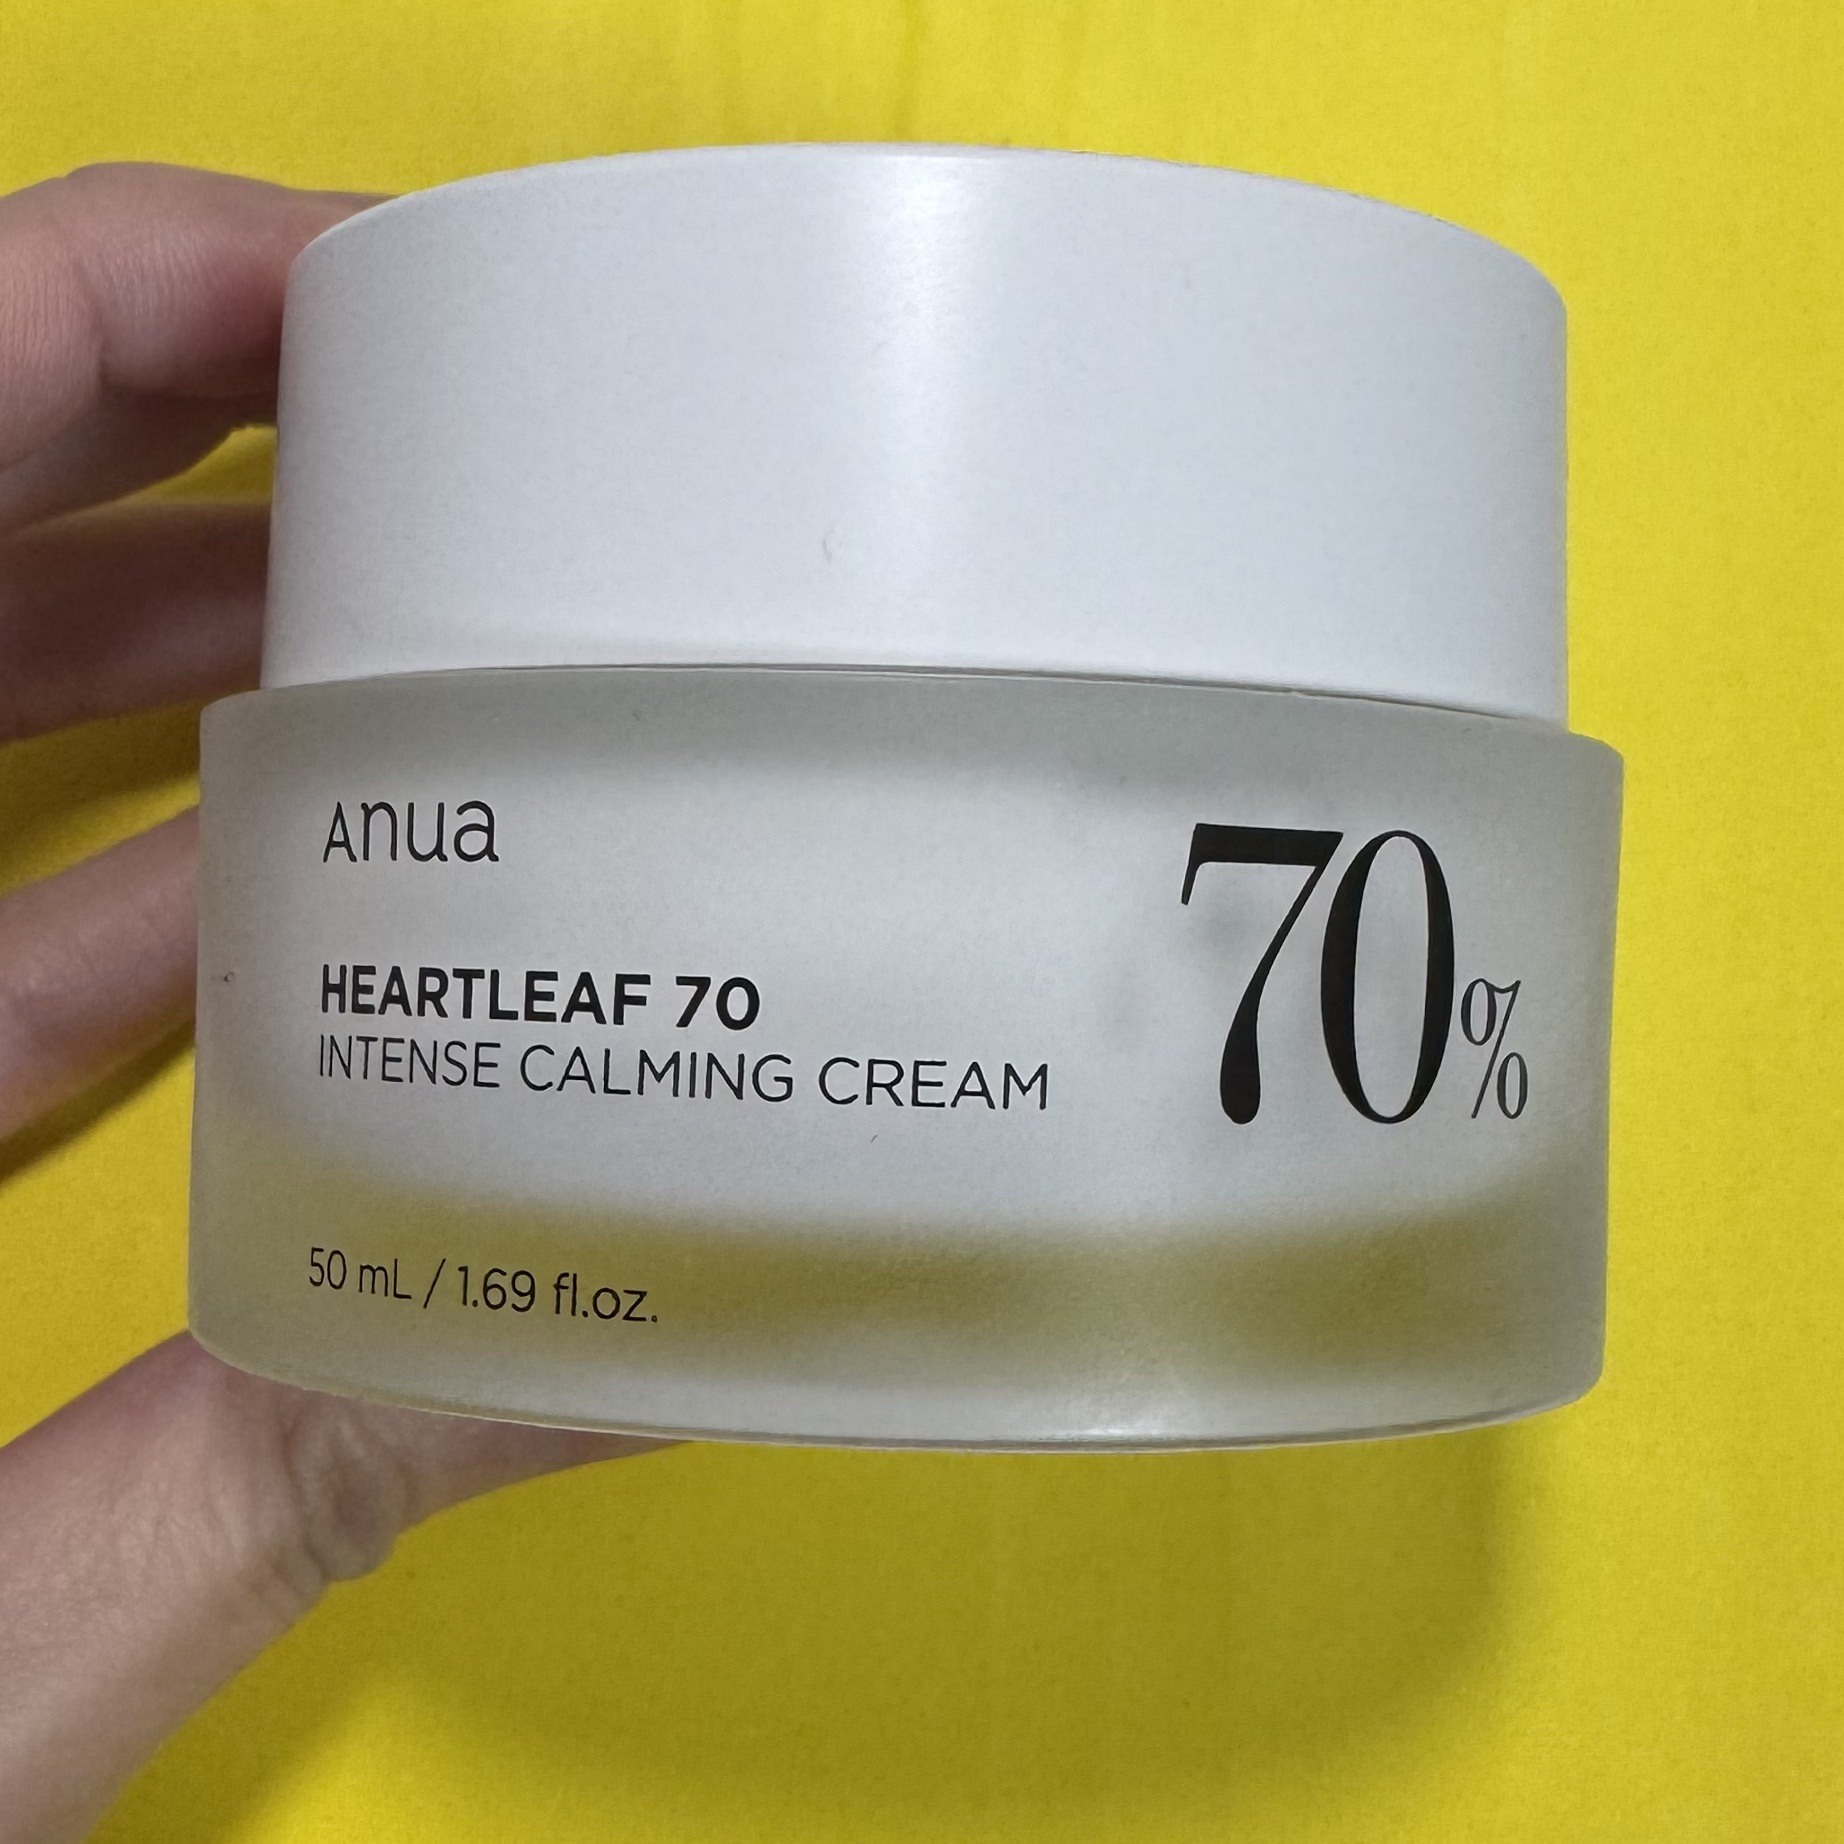 Anua
HEARTLEAF 70
INTENSE CALMING CREAM
70%
50 mL / 1.69 fl.oz.